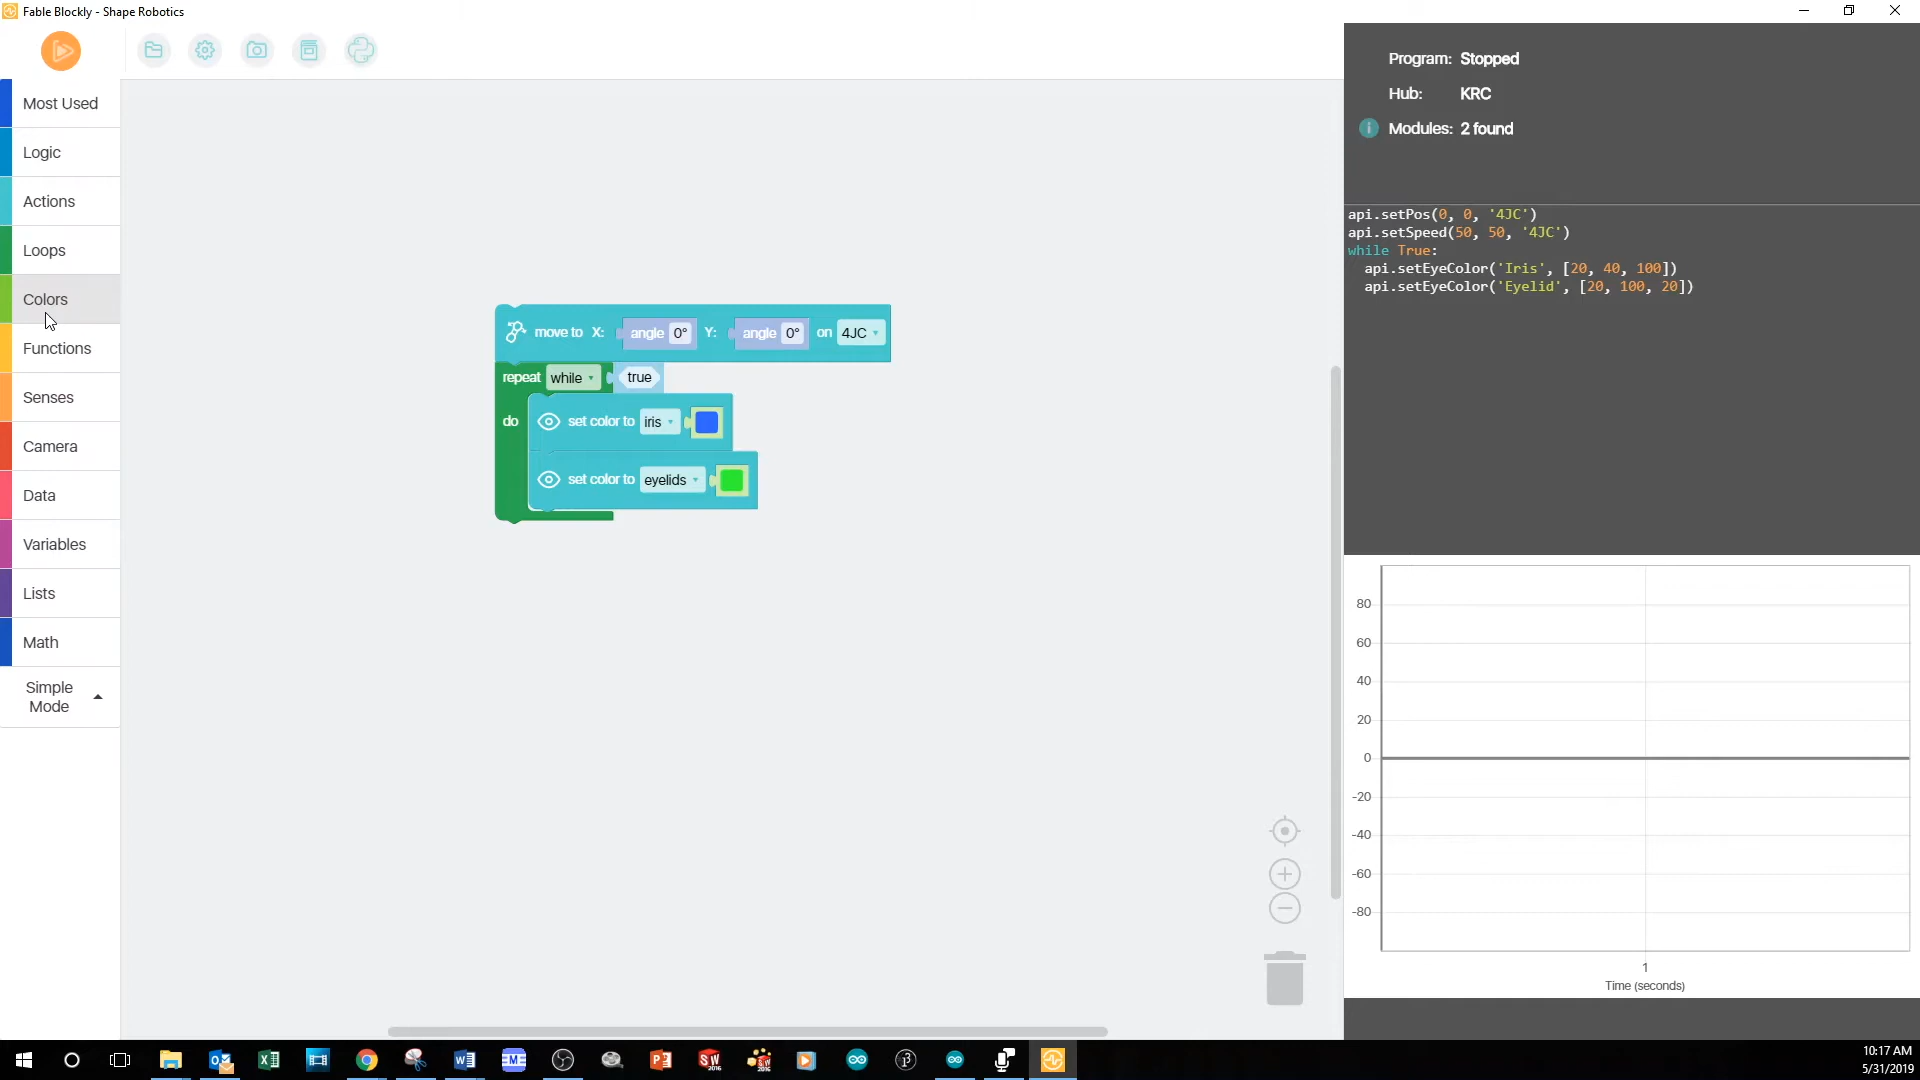 Fable Blockly - Shape Robotics
Most Used
Logic
Actions
Loops
Colors
Functions
Senses
Camera
Data
Variables
Lists
Math
Simple
Mode
move to X: angle 0° Y: angle 0° on 4JC
repeat while true
do set color to iris
set color to eyelids
Program: Stopped
Hub: KRC
i Modules: 2 found
api.setPos(0, 0, '4JC')
api.setSpeed(50, 50, '4JC')
while True:
api.setEyeColor('Iris', [20, 40, 100])
api.setEyeColor('Eyelid', [20, 100, 20])
80
60
40
20
0
-20
-40
-60
-80
1
Time (seconds)
10:17 AM
5/31/2019